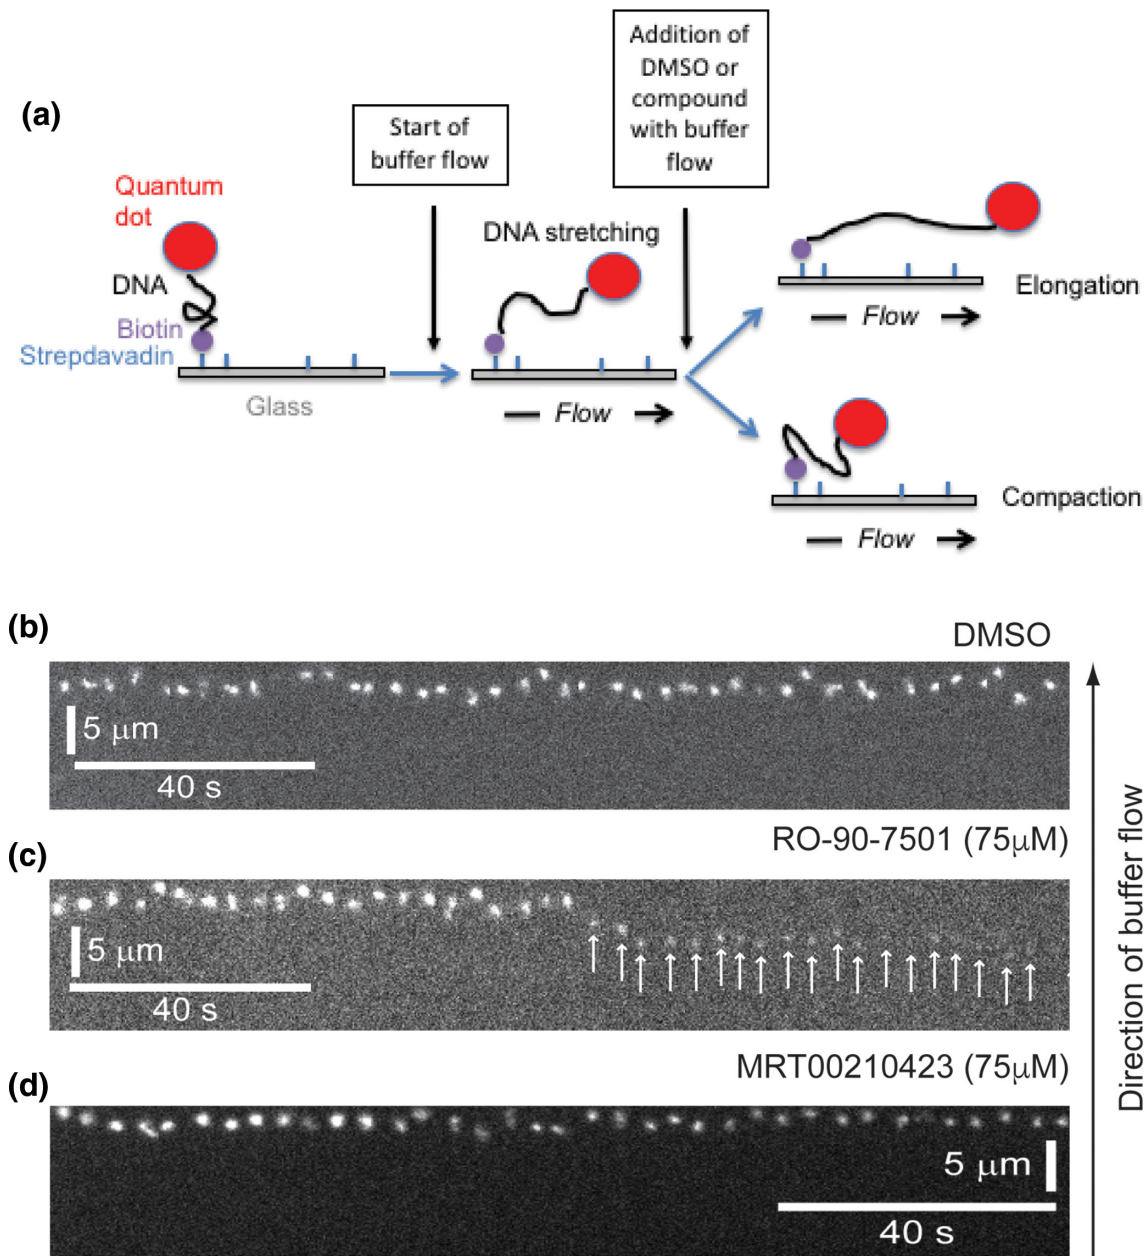 (a)
Start of
buffer flow
Addition of
DMSO or
compound
with buffer
flow
Quantum
dot
DNA
Biotin
Strepdavadin
Glass
DNA stretching
Flow
Elongation
Flow
Compaction
Flow
(b)
DMSO
5 μm
40 s
RO-90-7501 (75μM)
(c)
5 μm
40 s
MRT00210423 (75μM)
(d)
5 μm
40 s
Direction of buffer flow